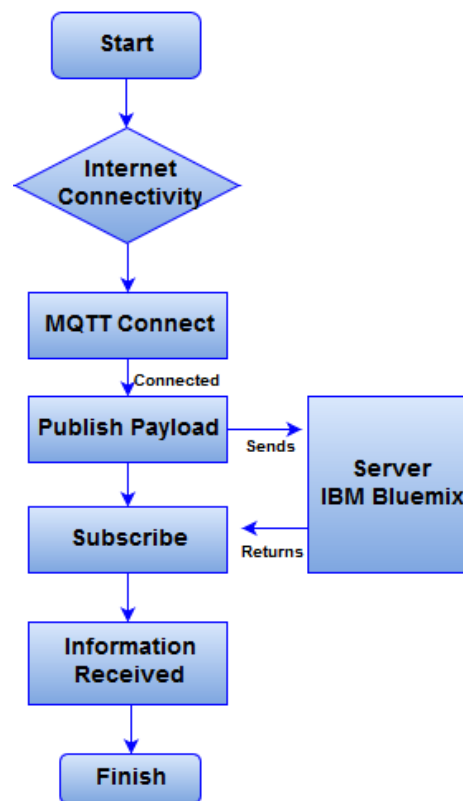 Start
Internet
Connectivity
MQTT Connect
Connected
Publish Payload
Sends
Server
IBM Bluemix
Subscribe
Returns
Information
Received
Finish